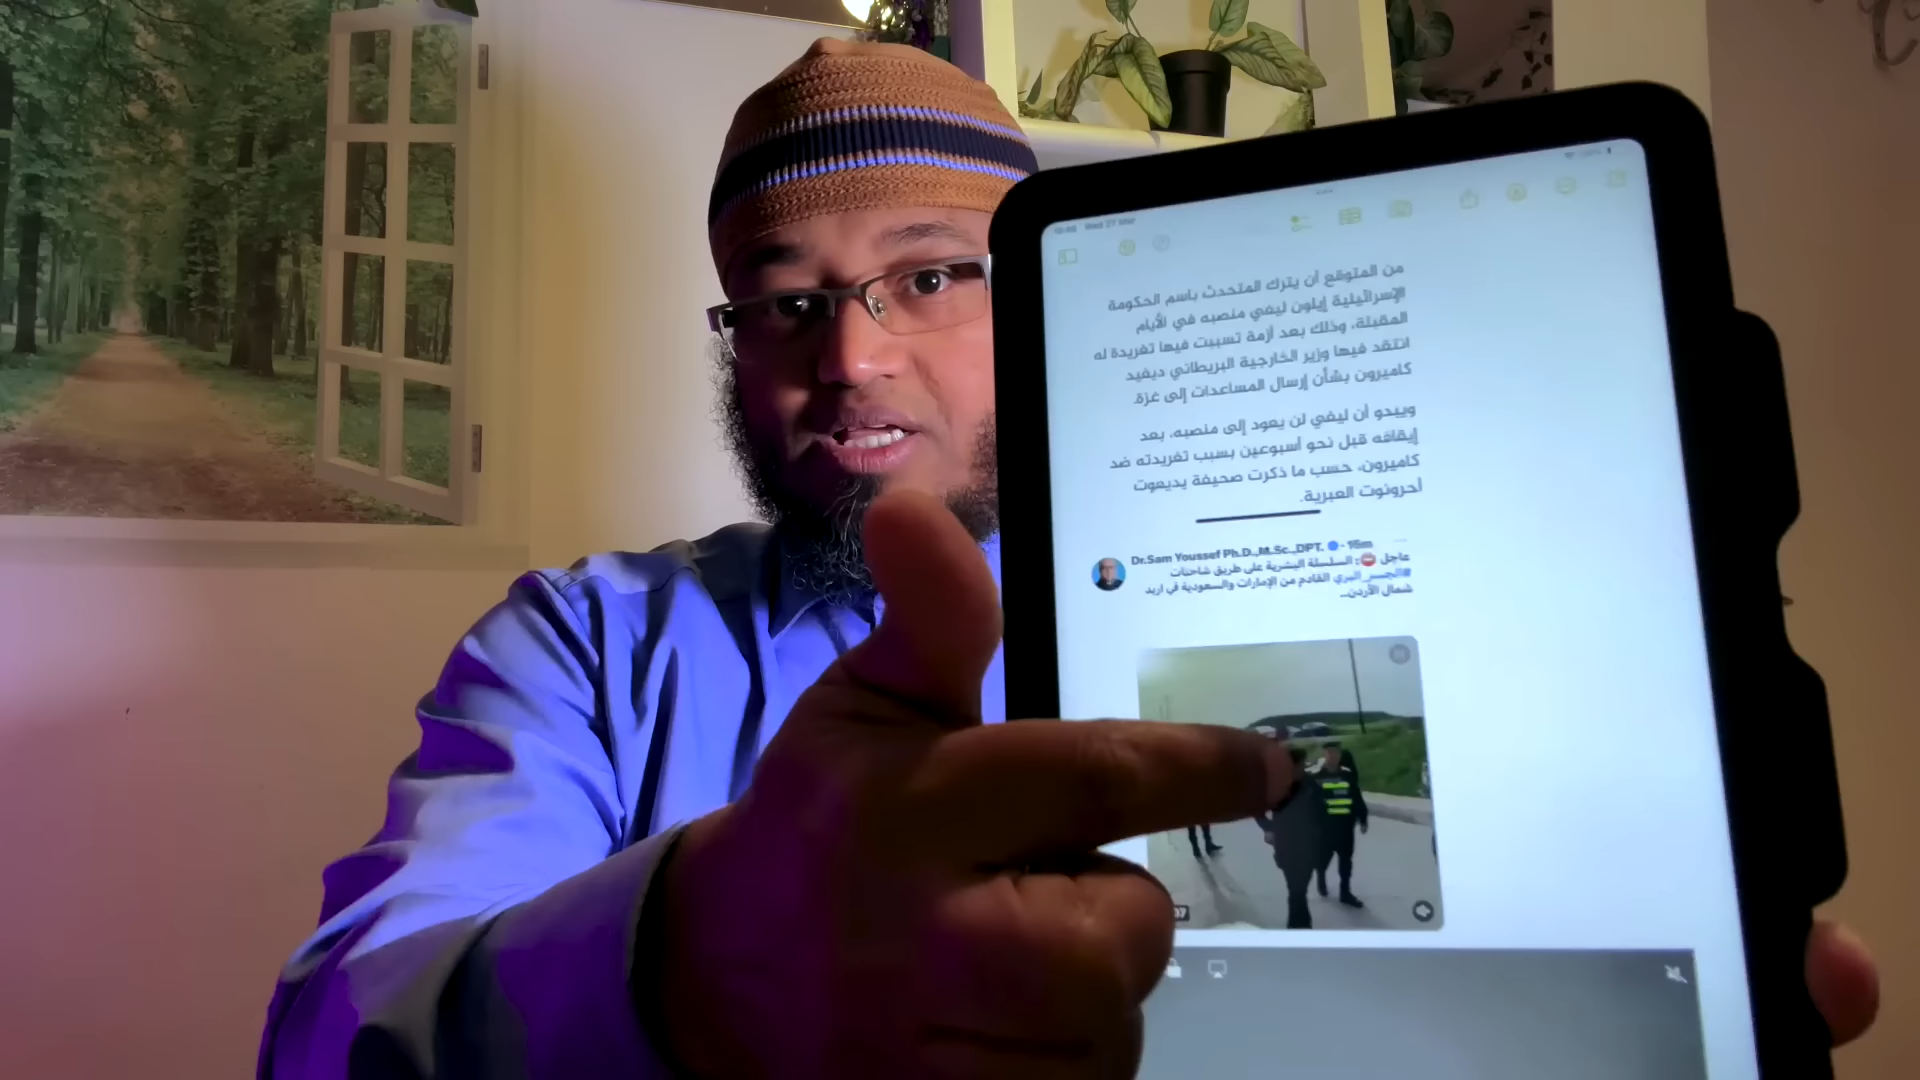 Wed 27 Mar
من المتوقع أن يترك المتحدث باسم الحكومة
الإسرائيلية إيلون ليفي منصبه في الأيام
المقبلة، وذلك بعد أزمة تسببت فيها تغريدة له
انتقد فيها وزير الخارجية البريطاني ديفيد
كاميرون بشأن إرسال المساعدات إلى غزة.
ويبدو أن ليفي لن يعود إلى منصبه، بعد
إيقافه قبل نحو أسبوعين بسبب تغريدته ضد
كاميرون، حسب ما ذكرت صحيفة يديعوت
أحرونوت العبرية.
Dr.Sam Youssef Ph.D.,M.Sc.,DPT.
عاجل ⛔: السلسلة البشرية على طريق شاحنات
#الجسر_البري القادم من الإمارات والسعودية في اربد
شمال الأردن...